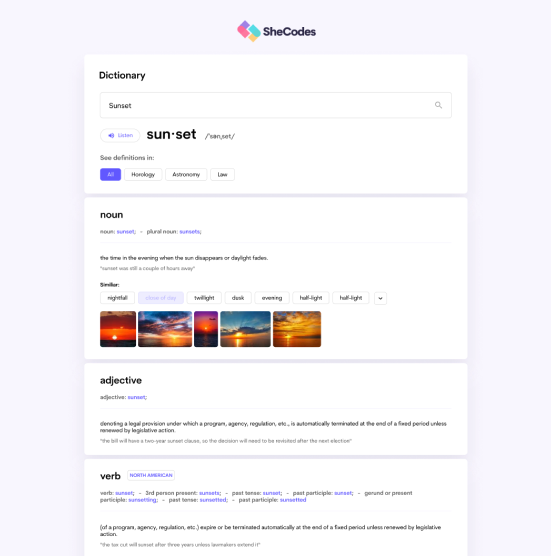 SheCodes
Dictionary
Sunset
Listen sun·set /ˈsənˌset/
See definitions in:
All Horology Astronomy Law
noun
noun: sunset; – plural noun: sunsets;
the time in the evening when the sun disappears or daylight fades.
"sunset was still a couple of hours away"
Similiar:
nightfall close of day twillight dusk evening half-light half-light
adjective
adjective: sunset;
denoting a legal provision under which a program, agency, regulation, etc., is automatically terminated at the end of a fixed period unless
renewed by legislative action.
"the bill will have a two-year sunset clause, so the decision will need to be revisited after the next election"
verb NORTH AMERICAN
verb: sunset; – 3rd person present: sunsets; – past tense: sunset; – past participle: sunset; – gerund or present
participle: sunsetting; – past tense: sunsetted; – past participle: sunsetted
(of a program, agency, regulation, etc.) expire or be terminated automatically at the end of a fixed period unless renewed by legislative
action.
"the tax cut will sunset after three years unless lawmakers extend it"